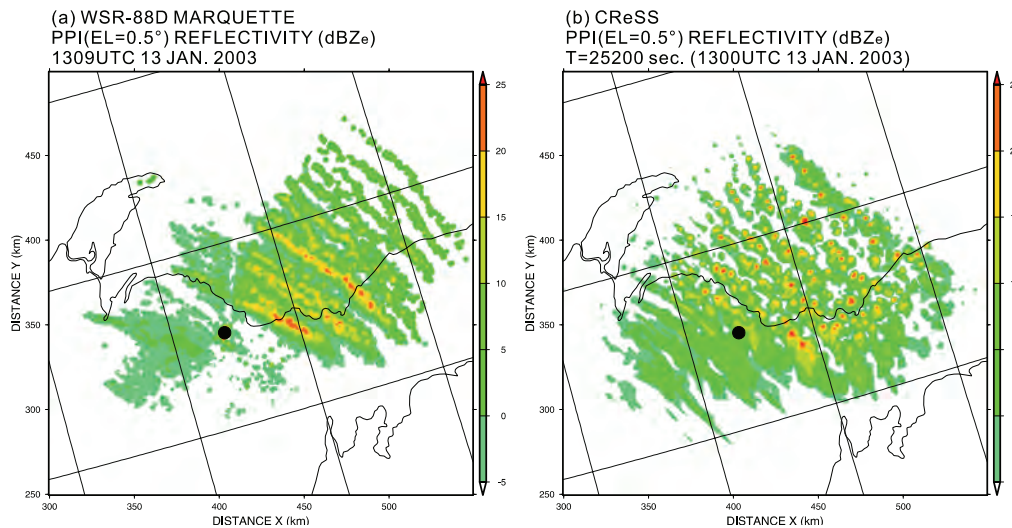 (a) WSR-88D MARQUETTE
PPI(EL=0.5°) REFLECTIVITY (dBZe)
1309UTC 13 JAN. 2003
DISTANCE Y (km)
450
400
350
300
250
300
350
400
450
500
DISTANCE X (km)
25
20
15
10
5
0
-5
(b) CReSS
PPI(EL=0.5°) REFLECTIVITY (dBZe)
T=25200 sec. (1300UTC 13 JAN. 2003)
DISTANCE Y (km)
450
400
350
300
250
300
350
400
450
500
DISTANCE X (km)